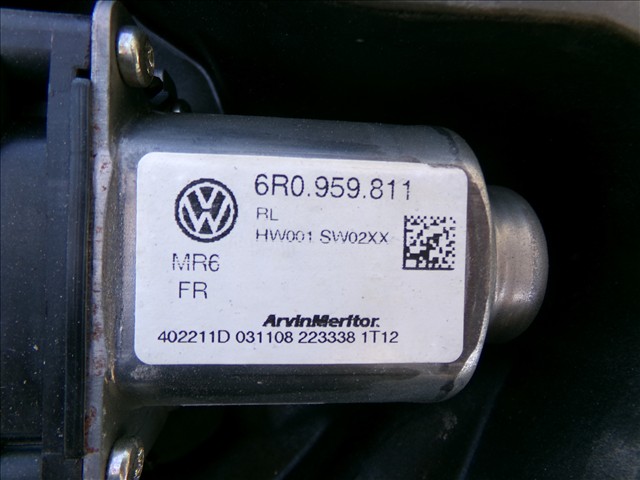 6R0.959.811
RL
HW001 SW02XX
MR6
FR
ArvinMeritor.
402211D 031108 223338 1T12